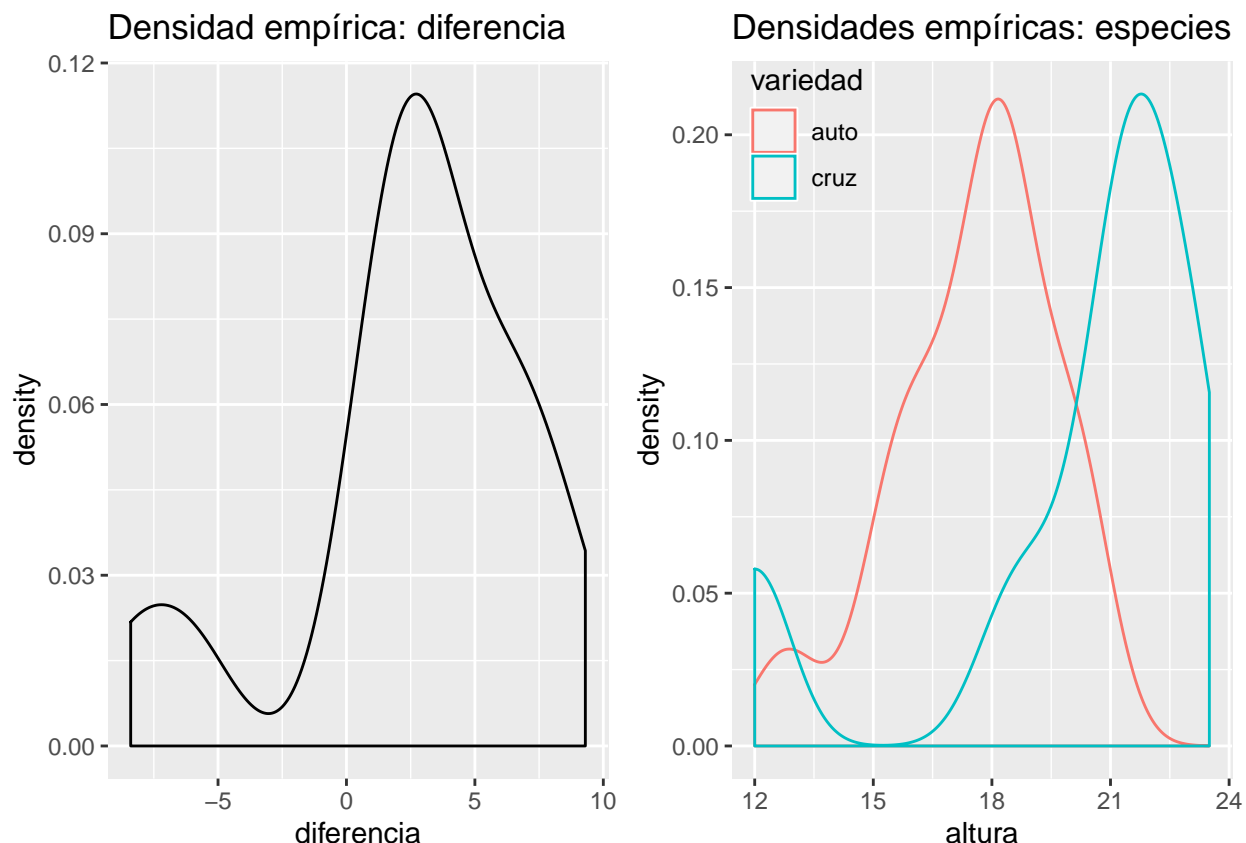 Densidad empírica: diferencia
0.12
0.09
0.06
0.03
0.00
density
−5
0
5
10
diferencia
Densidades empíricas: especies
variedad
auto
cruz
0.20
0.15
0.10
0.05
0.00
density
12
15
18
21
24
altura